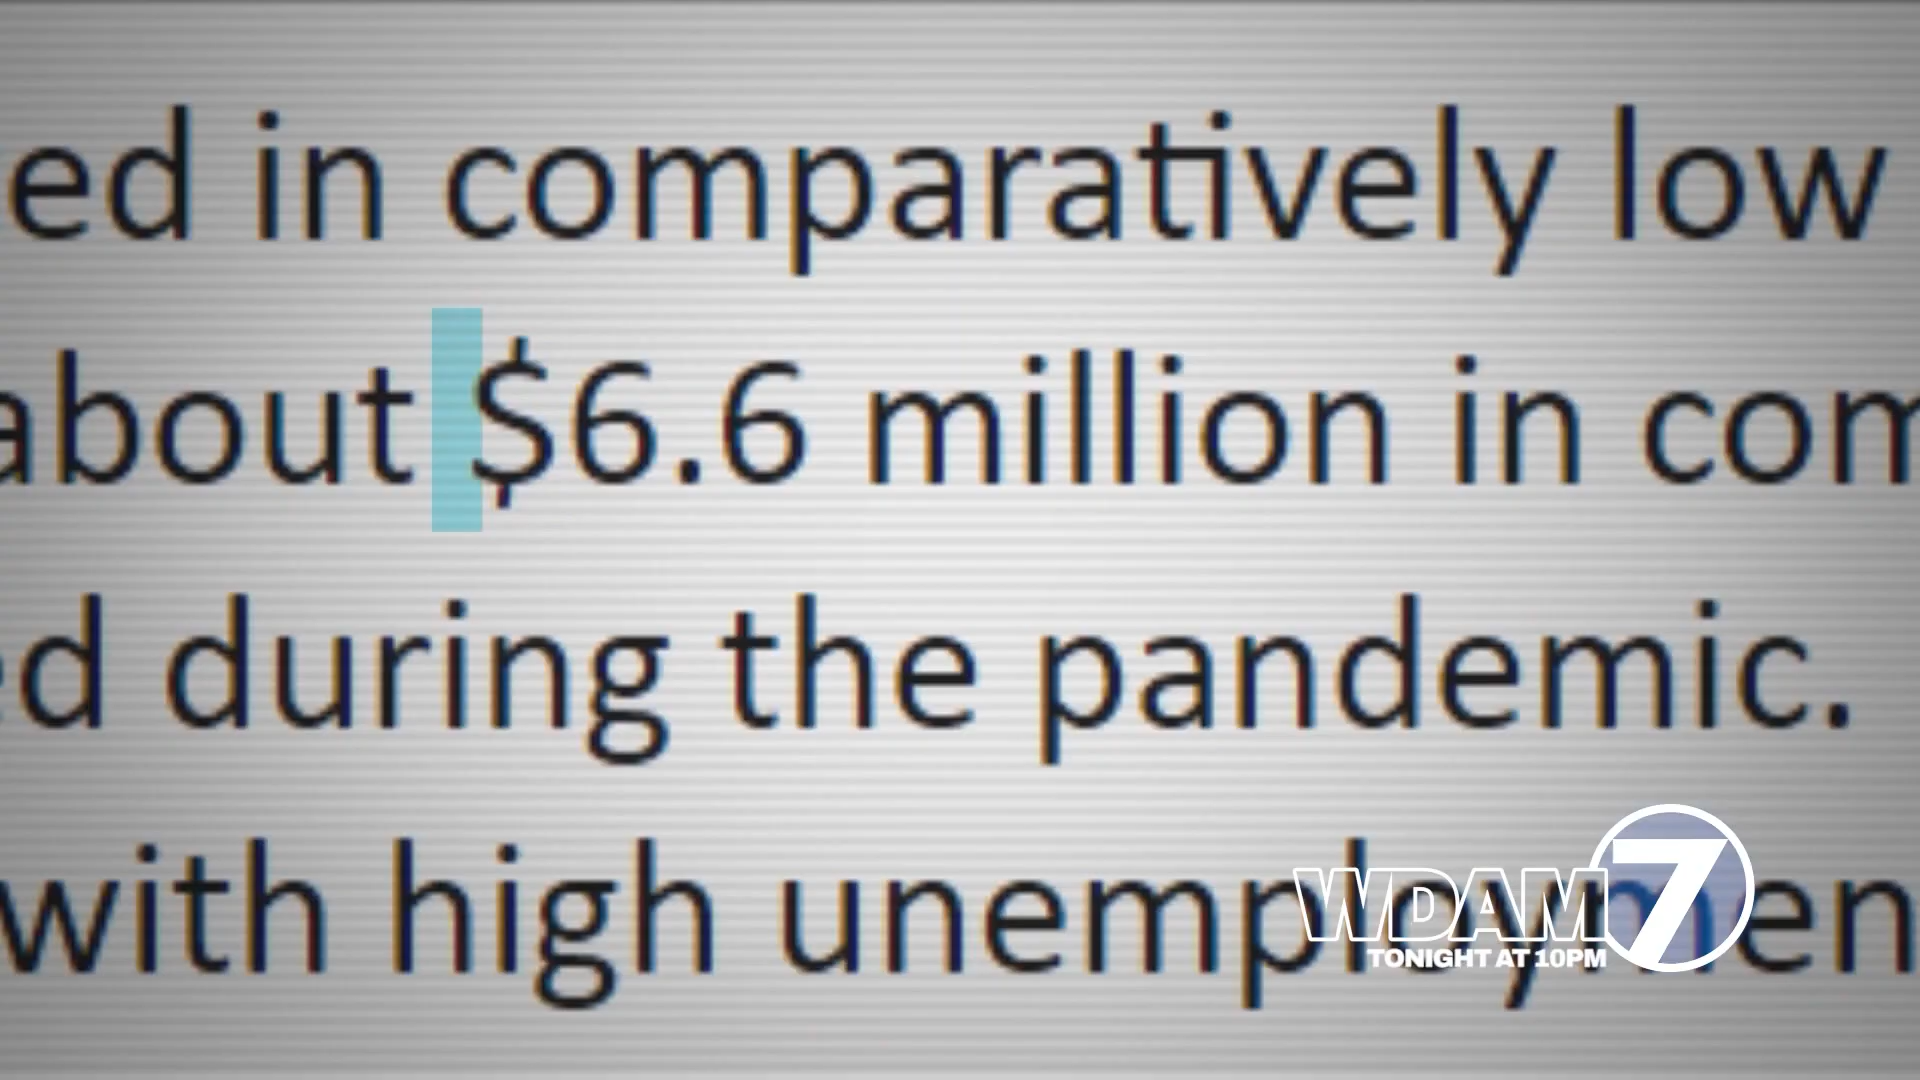 ed in comparatively low
about $6.6 million in com
ed during the pandemic.
with high unemploymen
WDAM 7
TONIGHT AT 10PM